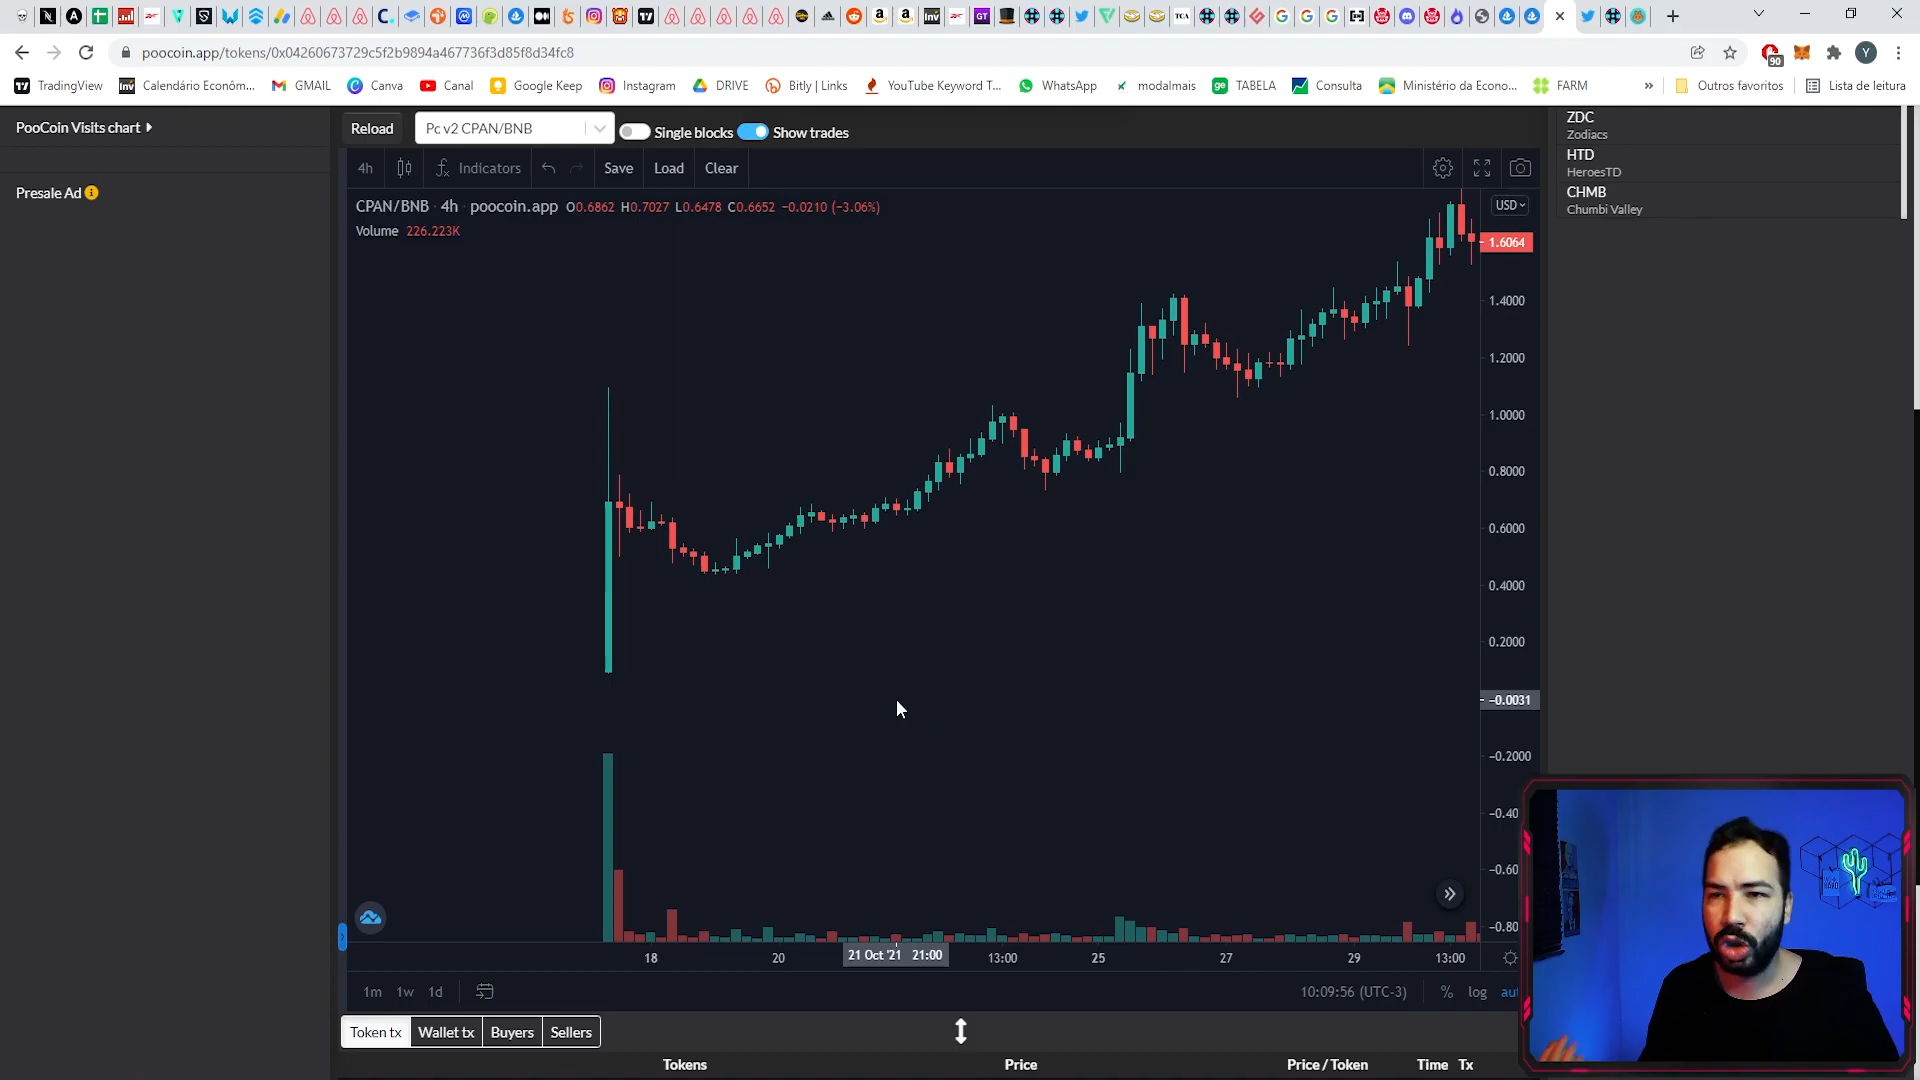 poocoin.app/tokens/0x04260673729c5f2b9894a467736f3d85f8d34fc8
90
Y
TradingView
Calendário Econôm...
GMAIL
Canva
Canal
Google Keep
Instagram
DRIVE
Bitly | Links
YouTube Keyword T...
WhatsApp
modalmais
TABELA
Consulta
Ministério da Econo...
FARM
»
Outros favoritos
Lista de leitura
PooCoin Visits chart
Presale Ad
Reload
Pc v2 CPAN/BNB
Single blocks
Show trades
4h
Indicators
Save
Load
Clear
CPAN/BNB · 4h · poocoin.app O0.6862 H0.7027 L0.6478 C0.6652 −0.0210 (−3.06%)
Volume 226.223K
USD
1.6064
1.4000
1.2000
1.0000
0.8000
0.6000
0.4000
0.2000
−0.0031
−0.2000
−0.40
−0.60
−0.80
18
20
21 Oct '21 21:00
13:00
25
27
29
13:00
1m 1w 1d
10:09:56 (UTC-3)
%
log
aut
Token tx
Wallet tx
Buyers
Sellers
Tokens
Price
Price / Token
Time
Tx
ZDC
Zodiacs
HTD
HeroesTD
CHMB
Chumbi Valley